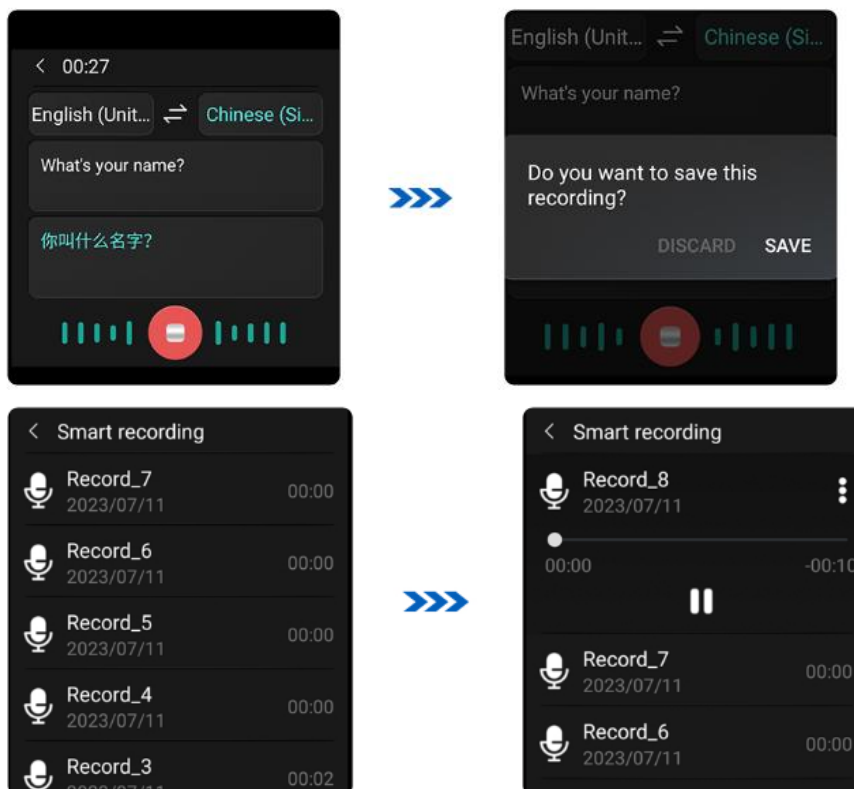 00:27
English (Unit... ⇌ Chinese (Si...
What's your name?
你叫什么名字?
English (Unit... ⇌ Chinese (Si...
What's your name?
Do you want to save this
recording?
DISCARD SAVE
Smart recording
Record_7
2023/07/11 00:00
Record_6
2023/07/11 00:00
Record_5
2023/07/11 00:00
Record_4
2023/07/11 00:00
Record_3
2023/07/11 00:02
Smart recording
Record_8
2023/07/11
00:00 -00:10
Record_7
2023/07/11 00:00
Record_6
2023/07/11 00:00